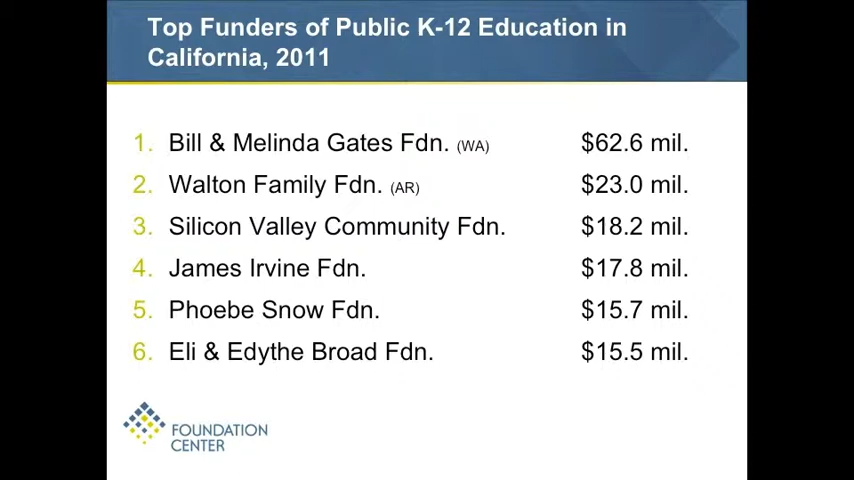 Top Funders of Public K-12 Education in
California, 2011
1. Bill & Melinda Gates Fdn. (WA) $62.6 mil.
2. Walton Family Fdn. (AR) $23.0 mil.
3. Silicon Valley Community Fdn. $18.2 mil.
4. James Irvine Fdn. $17.8 mil.
5. Phoebe Snow Fdn. $15.7 mil.
6. Eli & Edythe Broad Fdn. $15.5 mil.
FOUNDATION
CENTER